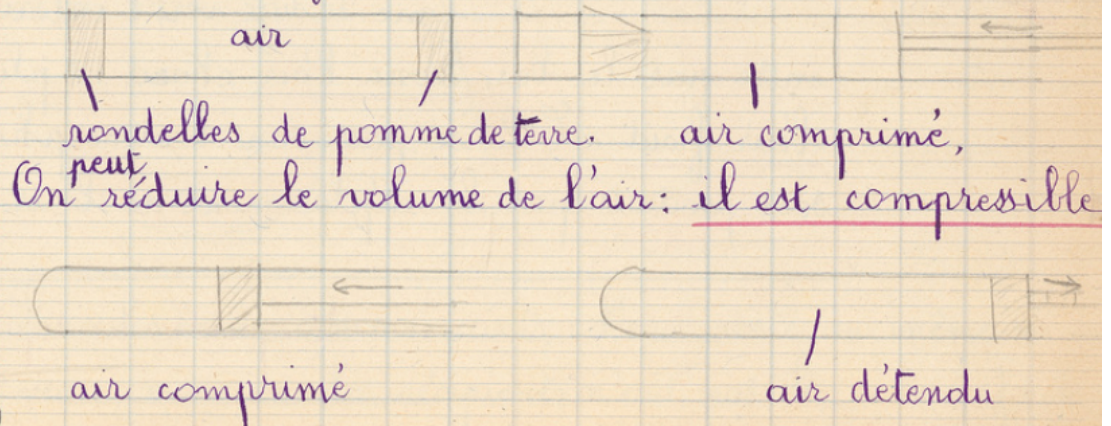 air
rondelles de pomme de terre. air comprimé,
On peut réduire le volume de l'air: il est compressible
air comprimé air détendu